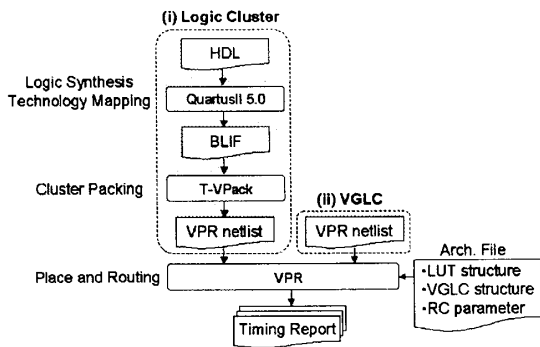 (i) Logic Cluster
HDL
Logic Synthesis
Technology Mapping
QuartusII 5.0
BLIF
Cluster Packing
T-VPack
(ii) VGLC
VPR netlist
VPR netlist
Arch. File
•LUT structure
•VGLC structure
•RC parameter
Place and Routing
VPR
Timing Report